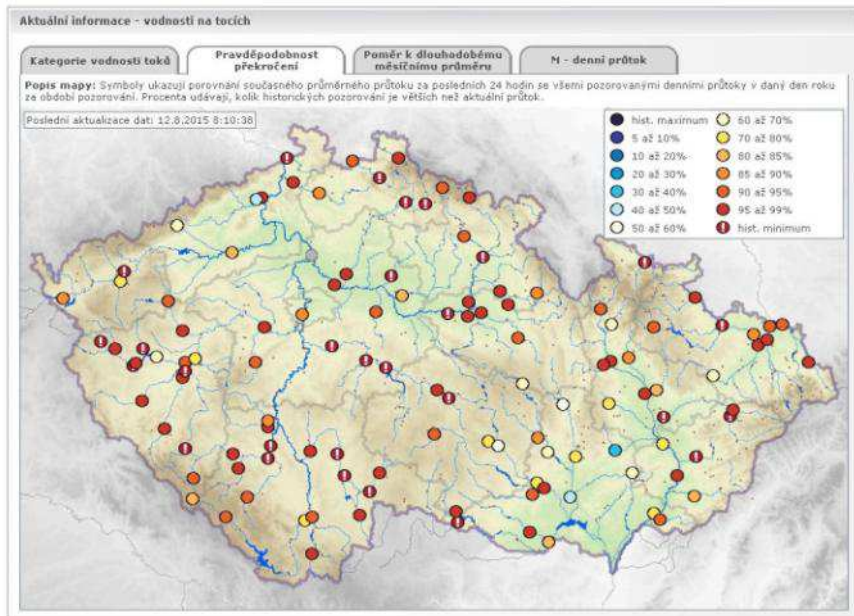 Aktuální informace - vodnosti na tocích
Kategorie vodnosti toků
Pravděpodobnost
překročení
Poměr k dlouhodobému
měsíčnímu průměru
M - denní průtok
Popis mapy: Symboly ukazují porovnání současného průměrného průtoku za posledních 24 hodin se všemi pozorovanými denními průtoky v daný den roku
za období pozorování. Procenta udávají, kolik historických pozorování je větších než aktuální průtok.
Poslední aktualizace dat: 12.8.2015 8:10:38
hist. maximum
5 až 10%
10 až 20%
20 až 30%
30 až 40%
40 až 50%
50 až 60%
60 až 70%
70 až 80%
80 až 85%
85 až 90%
90 až 95%
95 až 99%
hist. minimum